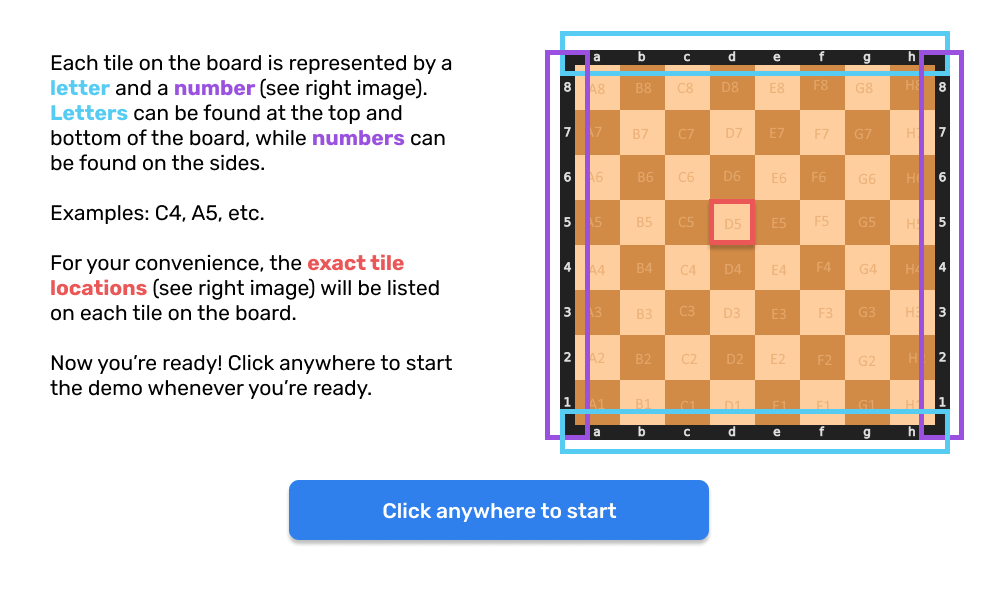 Each tile on the board is represented by a
letter and a number (see right image).
Letters can be found at the top and
bottom of the board, while numbers can
be found on the sides.
Examples: C4, A5, etc.
For your convenience, the exact tile
locations (see right image) will be listed
on each tile on the board.
Now you're ready! Click anywhere to start
the demo whenever you're ready.
a b c d e f g h
8 A8 B8 C8 D8 E8 F8 G8 H8 8
7 A7 B7 C7 D7 E7 F7 G7 H7 7
6 A6 B6 C6 D6 E6 F6 G6 H6 6
5 A5 B5 C5 D5 E5 F5 G5 H5 5
4 A4 B4 C4 D4 E4 F4 G4 H4 4
3 A3 B3 C3 D3 E3 F3 G3 H3 3
2 A2 B2 C2 D2 E2 F2 G2 H 2
1 A1 B1 C1 D1 E1 F1 G1 H1 1
a b c d e f g h
Click anywhere to start